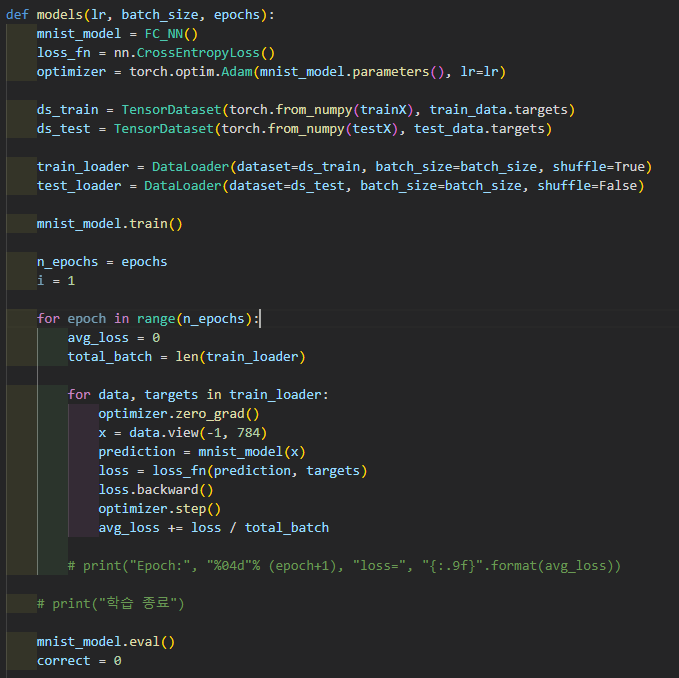 def models(lr, batch_size, epochs):
    mnist_model = FC_NN()
    loss_fn = nn.CrossEntropyLoss()
    optimizer = torch.optim.Adam(mnist_model.parameters(), lr=lr)

    ds_train = TensorDataset(torch.from_numpy(trainX), train_data.targets)
    ds_test = TensorDataset(torch.from_numpy(testX), test_data.targets)

    train_loader = DataLoader(dataset=ds_train, batch_size=batch_size, shuffle=True)
    test_loader = DataLoader(dataset=ds_test, batch_size=batch_size, shuffle=False)

    mnist_model.train()

    n_epochs = epochs
    i = 1

    for epoch in range(n_epochs):
        avg_loss = 0
        total_batch = len(train_loader)

        for data, targets in train_loader:
            optimizer.zero_grad()
            x = data.view(-1, 784)
            prediction = mnist_model(x)
            loss = loss_fn(prediction, targets)
            loss.backward()
            optimizer.step()
            avg_loss += loss / total_batch

        # print("Epoch:", "%04d"% (epoch+1), "loss=", "{:.9f}".format(avg_loss))

    # print("학습 종료")

    mnist_model.eval()
    correct = 0